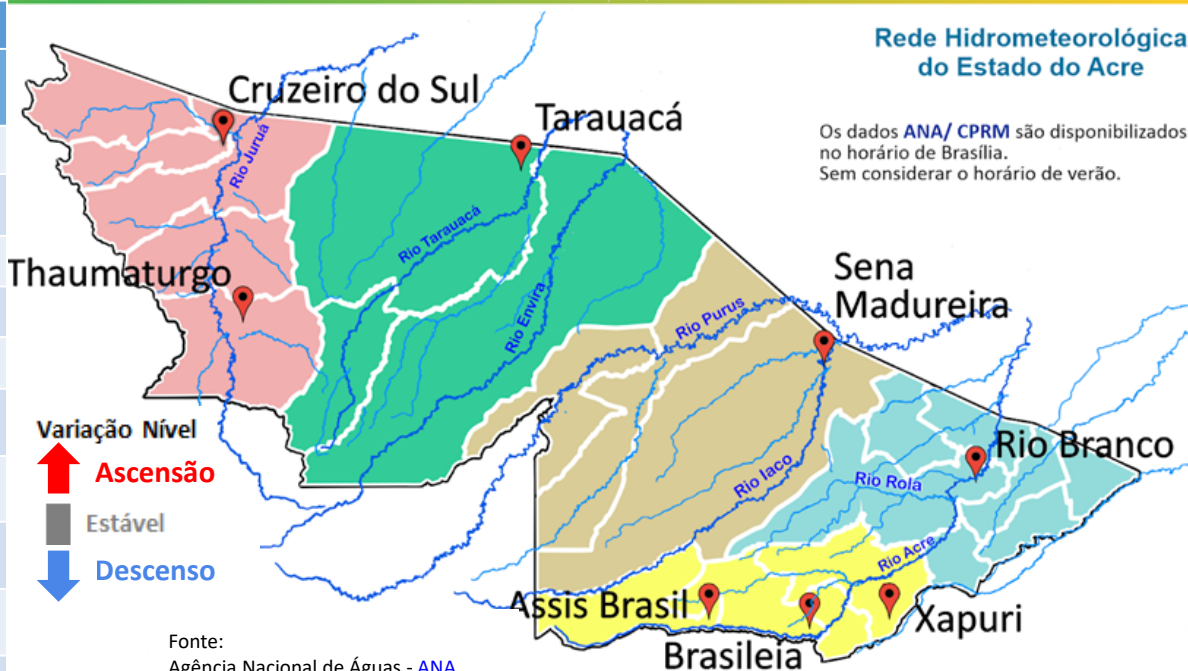 Rede Hidrometeorológica
do Estado do Acre
Os dados ANA/ CPRM são disponibilizados
no horário de Brasília.
Sem considerar o horário de verão.
Cruzeiro do Sul
Tarauacá
Rio Juruá
Rio Tarauacá
Thaumaturgo
Rio Envira
Sena
Madureira
Rio Purus
Variação Nível
Ascensão
Estável
Descenso
Rio Branco
Rio Iaco
Rio Rola
Rio Acre
Assis Brasil
Xapuri
Brasileia
Fonte:
Agência Nacional de Águas - ANA